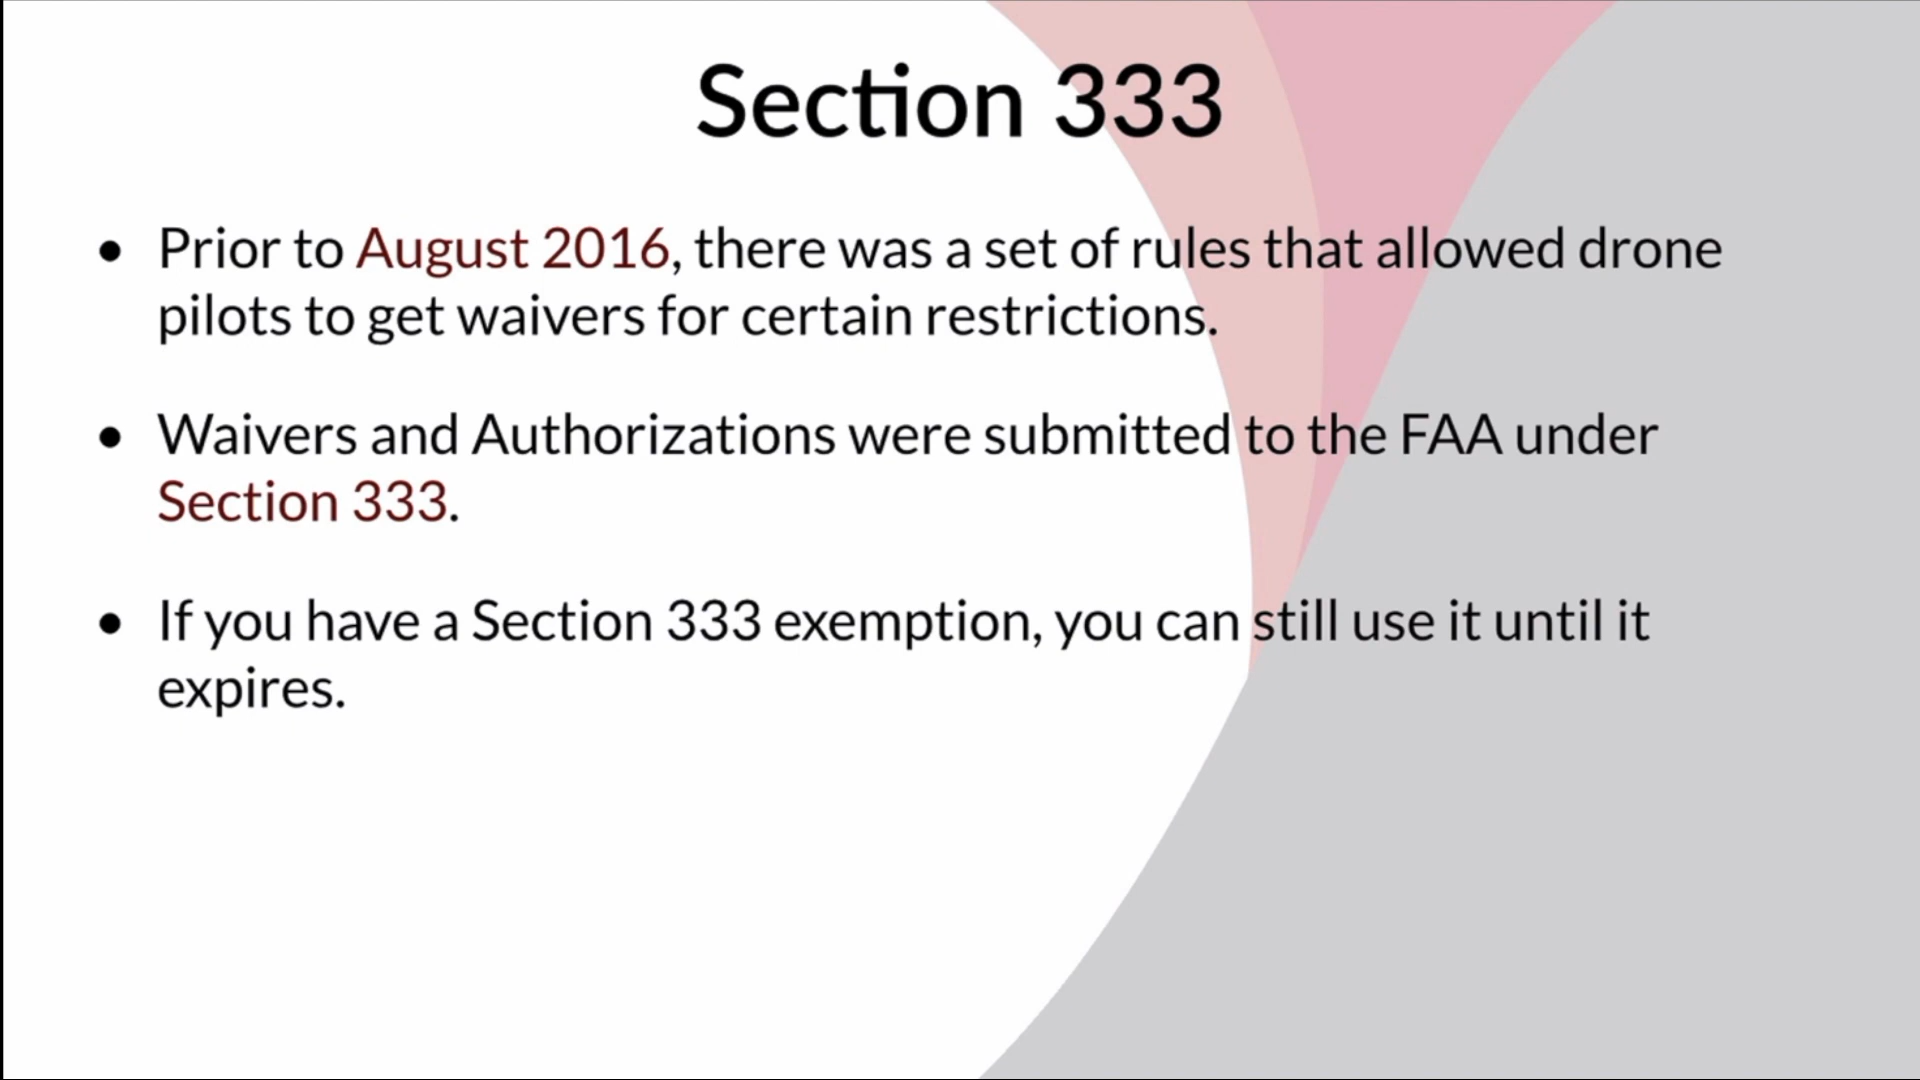 Section 333
• Prior to August 2016, there was a set of rules that allowed drone
pilots to get waivers for certain restrictions.
• Waivers and Authorizations were submitted to the FAA under
Section 333.
• If you have a Section 333 exemption, you can still use it until it
expires.